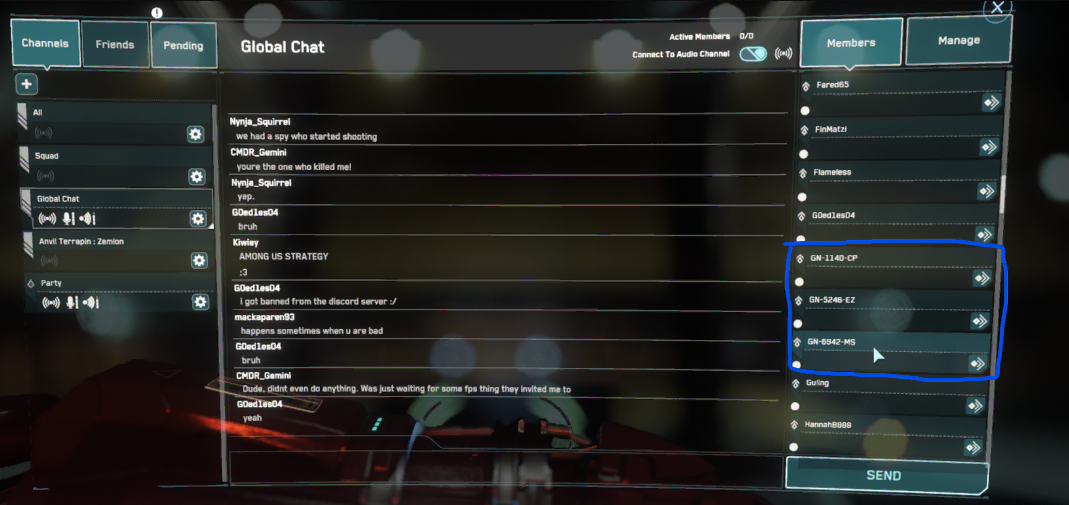 Channels
Friends
Pending
Global Chat
Active Members 0/0
Connect To Audio Channel
Members
Manage
All
Squad
Global Chat
Anvil Terrapin : Zemlon
Party
Nynja_Squirrel
we had a spy who started shooting
CMDR_Gemini
youre the one who killed me!
Nynja_Squirrel
yep.
G0edles04
bruh
Kiwiey
AMONG US STRATEGY
:3
G0edles04
i got banned from the discord server :/
mackaparen93
happens sometimes when u are bad
G0edles04
bruh
CMDR_Gemini
Dude, didnt even do anything. Was just waiting for some fps thing they invited me to
G0edles04
yeah
Fared65
FinMatzi
Flameless
G0edles04
GN-1140-CP
GN-5246-EZ
GN-6942-MS
Guling
HannahB888
SEND